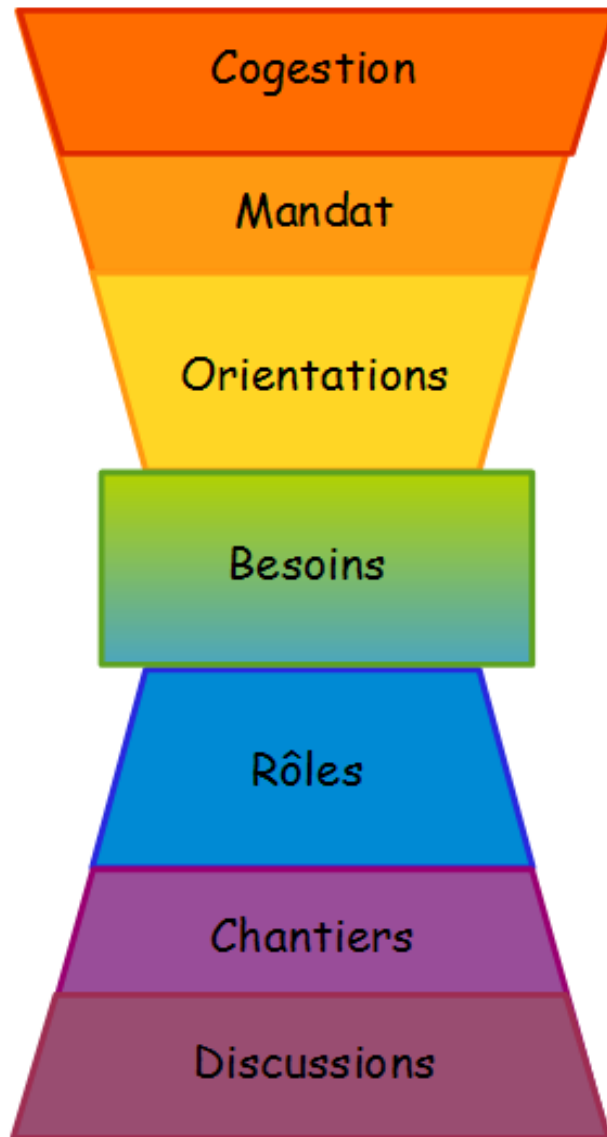 Cogestion
Mandat
Orientations
Besoins
Rôles
Chantiers
Discussions